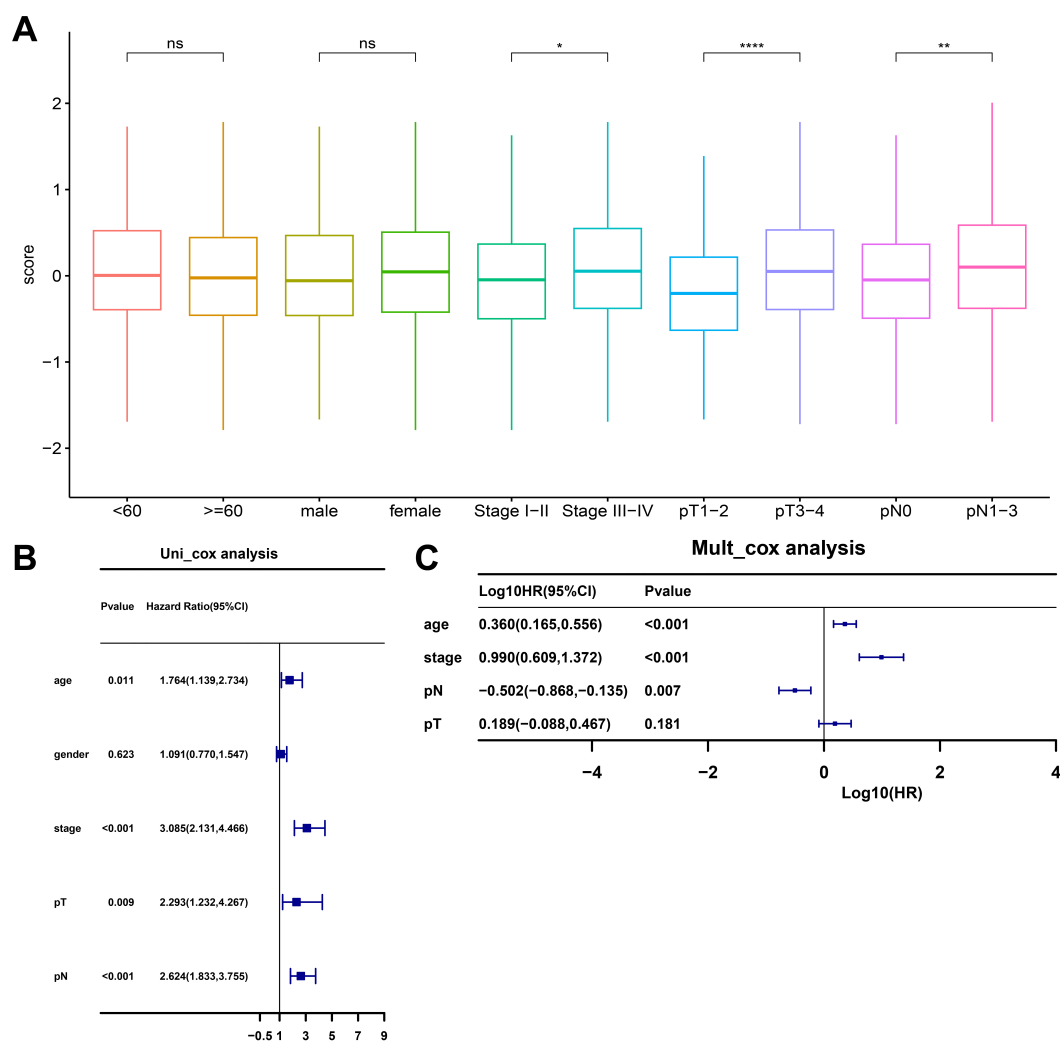 A
ns ns * **** **
2
1
0
−1
−2
score
<60 >=60 male female Stage I−II Stage III−IV pT1−2 pT3−4 pN0 pN1−3
B
Uni_cox analysis
Pvalue Hazard Ratio(95%CI)
age 0.011 1.764(1.139,2.734)
gender 0.623 1.091(0.770,1.547)
stage <0.001 3.085(2.131,4.466)
pT 0.009 2.293(1.232,4.267)
pN <0.001 2.624(1.833,3.755)
−0.5 1 3 5 7 9
C
Mult_cox analysis
Log10HR(95%CI) Pvalue
age 0.360(0.165,0.556) <0.001
stage 0.990(0.609,1.372) <0.001
pN −0.502(−0.868,−0.135) 0.007
pT 0.189(−0.088,0.467) 0.181
−4 −2 0 2 4
Log10(HR)